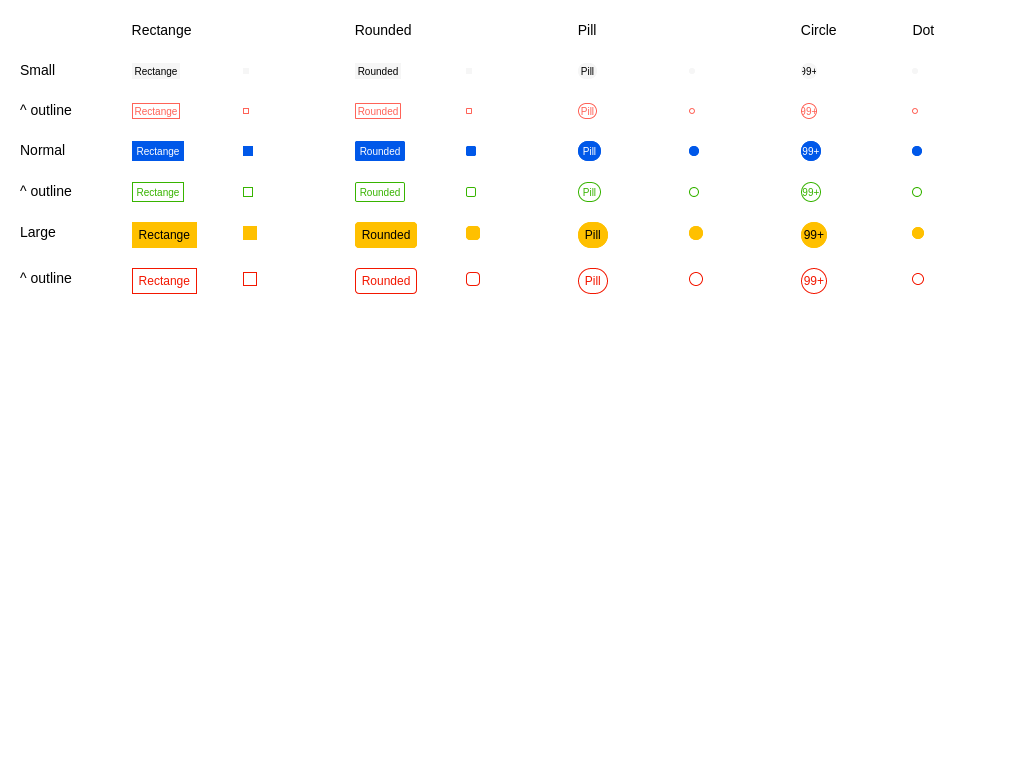 Rectange Rounded Pill Circle Dot
Small Rectange Rounded Pill 99+
^ outline Rectange Rounded Pill 99+
Normal Rectange Rounded Pill 99+
^ outline Rectange Rounded Pill 99+
Large Rectange Rounded Pill 99+
^ outline Rectange Rounded Pill 99+